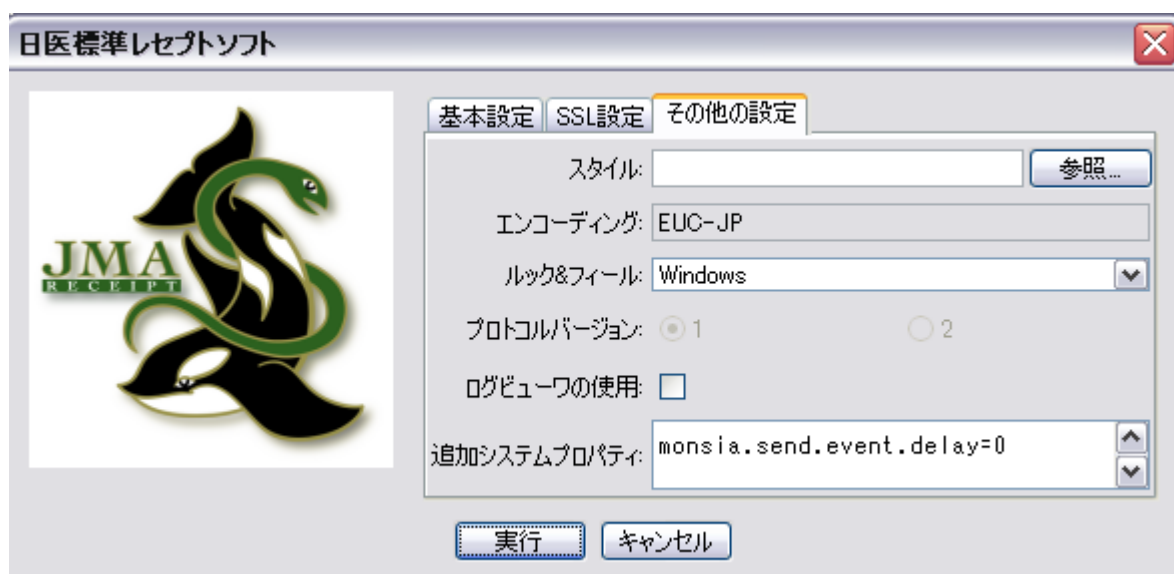 日医標準レセプトソフト
JMA
RECEIPT
基本設定 SSL設定 その他の設定
スタイル: 参照...
エンコーディング: EUC-JP
ルック&フィール: Windows
プロトコルバージョン: 1 2
ログビューワの使用:
追加システムプロパティ: monsia.send.event.delay=0
実行 キャンセル